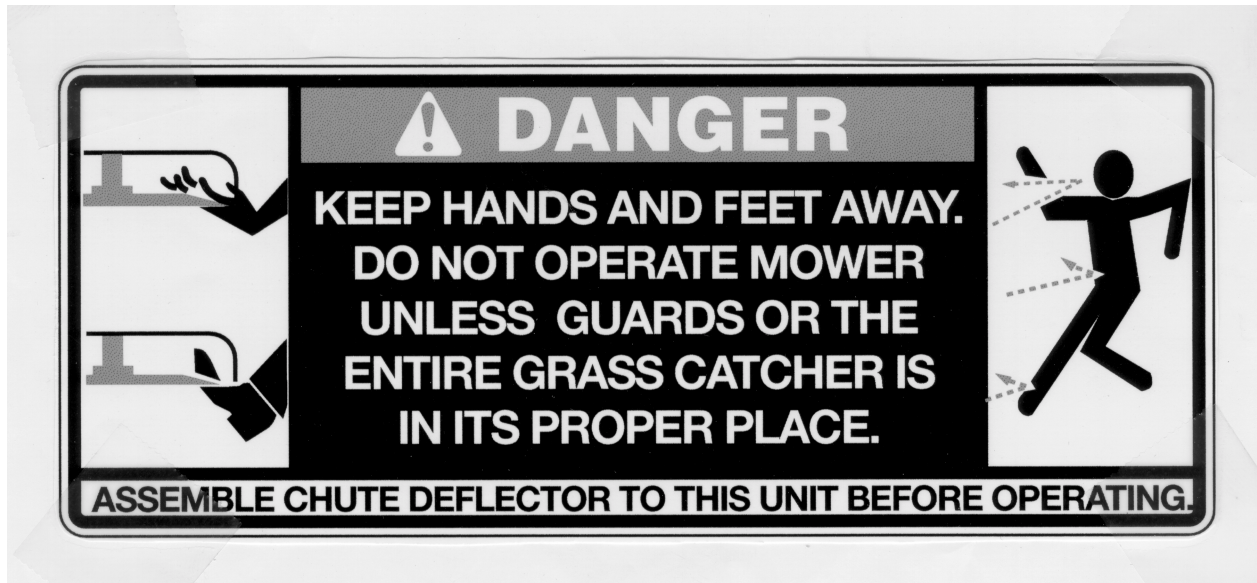 DANGER
KEEP HANDS AND FEET AWAY.
DO NOT OPERATE MOWER
UNLESS GUARDS OR THE
ENTIRE GRASS CATCHER IS
IN ITS PROPER PLACE.
ASSEMBLE CHUTE DEFLECTOR TO THIS UNIT BEFORE OPERATING.